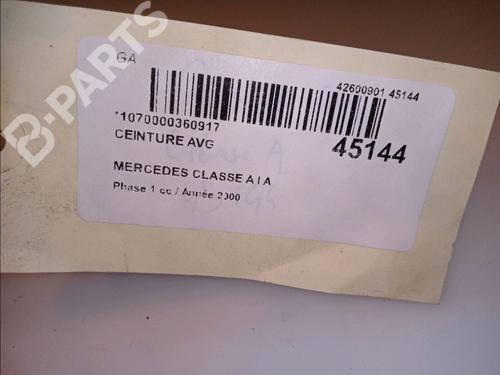 B-PARTS
GA
42600901 45144
*1070000360917
45144
CEINTURE AVG
MERCEDES CLASSE A I A
Phase 1 cc / Année 2000